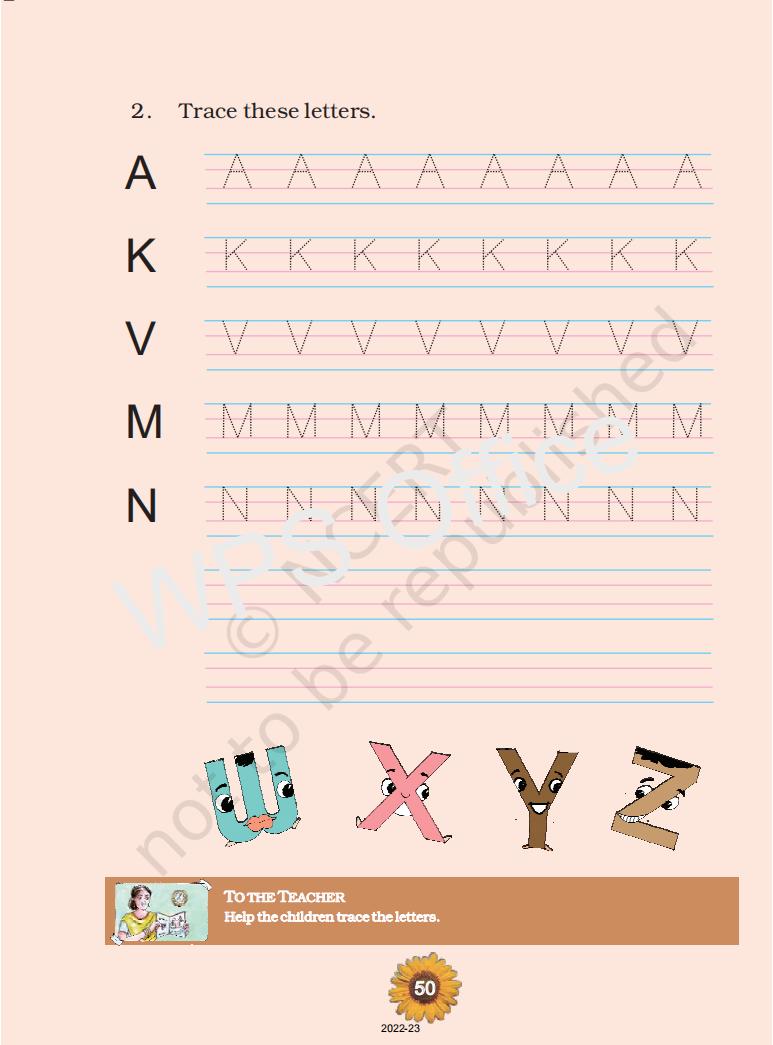 2. Trace these letters.
A A A A A A A A A
K K K K K K K K K
V V V V V V V V V
M M M M M M M M M
N N N N N N N N N
© NCERT
not to be republished
WPS Office
W X Y Z
TO THE TEACHER
Help the children trace the letters.
50
2022-23